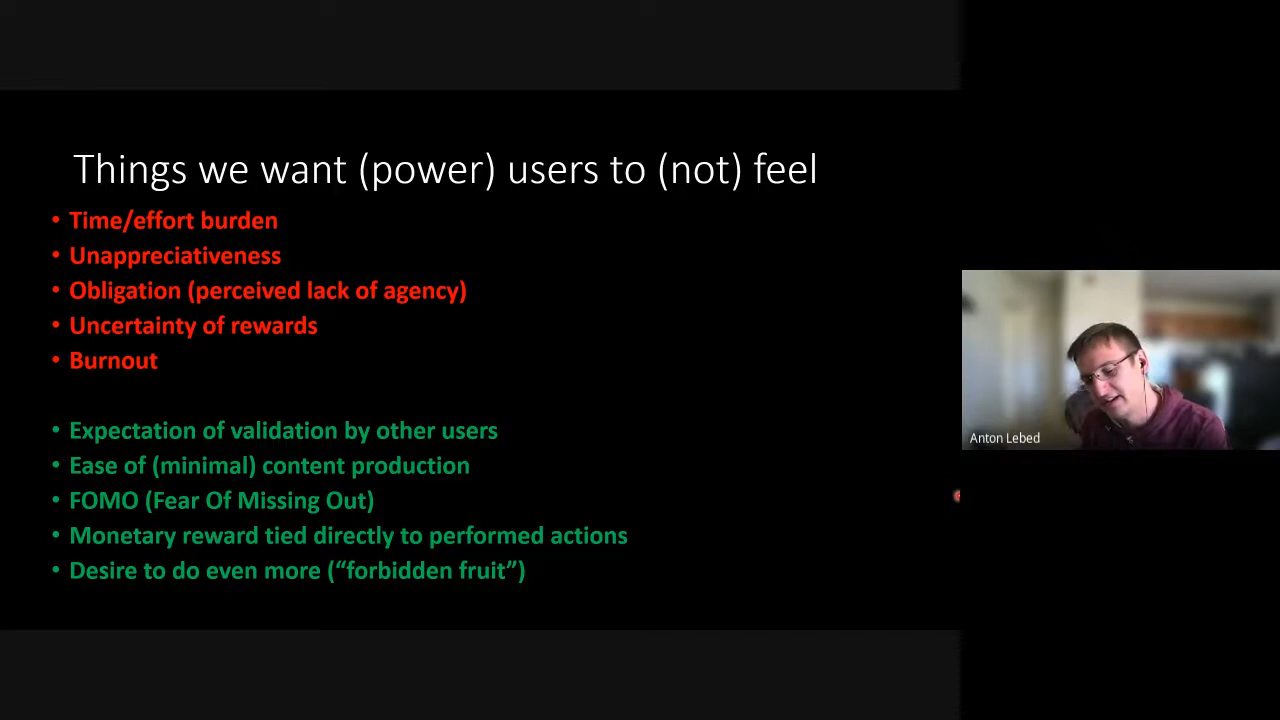 Things we want (power) users to (not) feel
• Time/effort burden
• Unappreciativeness
• Obligation (perceived lack of agency)
• Uncertainty of rewards
• Burnout
• Expectation of validation by other users
• Ease of (minimal) content production
• FOMO (Fear Of Missing Out)
• Monetary reward tied directly to performed actions
• Desire to do even more (“forbidden fruit”)
Anton Lebed